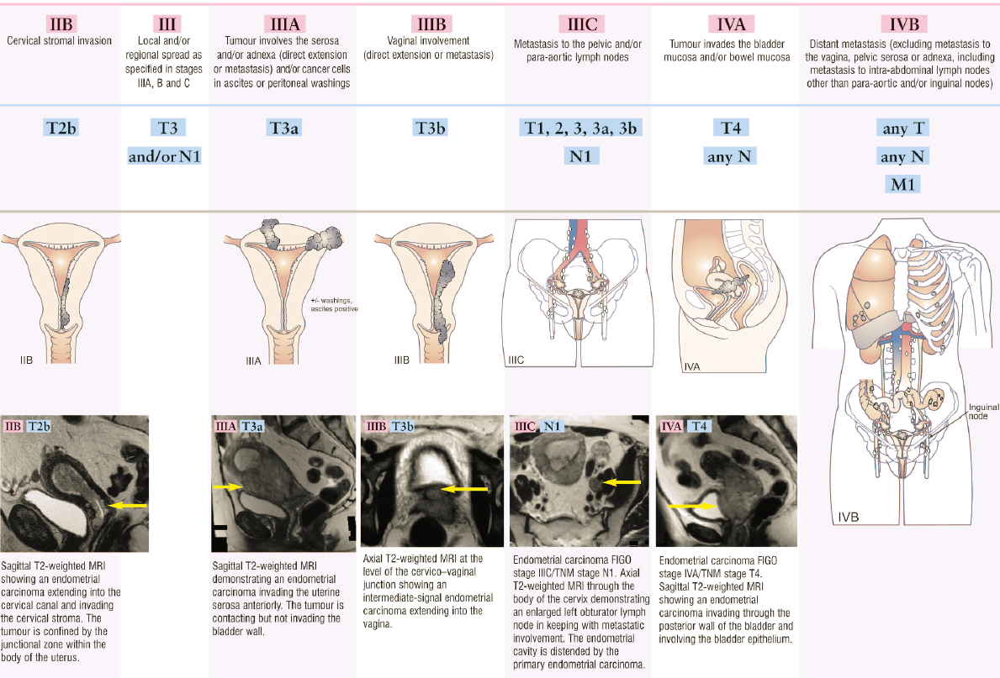 IIB
Cervical stromal invasion
III
Local and/or
regional spread as
specified in stages
IIIA, B and C
IIIA
Tumour involves the serosa
and/or adnexa (direct extension
or metastasis) and/or cancer cells
in ascites or peritoneal washings
IIIB
Vaginal involvement
(direct extension or metastasis)
IIIC
Metastasis to the pelvic and/or
para-aortic lymph nodes
IVA
Tumour invades the bladder
mucosa and/or bowel mucosa
IVB
Distant metastasis (excluding metastasis to
the vagina, pelvic serosa or adnexa, including
metastasis to intra-abdominal lymph nodes
other than para-aortic and/or inguinal nodes)
T2b
T3
and/or N1
T3a
T3b
T1, 2, 3, 3a, 3b
N1
T4
any N
any T
any N
M1
IIB
+/- washings,
ascites positive
IIIA
IIIB
IIIC
IVA
Inguinal
node
IVB
IIB T2b
Sagittal T2-weighted MRI
showing an endometrial
carcinoma extending into the
cervical canal and invading
the cervical stroma. The
tumour is confined by the
junctional zone within the
body of the uterus.
IIIA T3a
Sagittal T2-weighted MRI
demonstrating an endometrial
carcinoma invading the uterine
serosa anteriorly. The tumour is
contacting but not invading the
bladder wall.
IIIB T3b
Axial T2-weighted MRI at the
level of the cervico–vaginal
junction showing an
intermediate-signal endometrial
carcinoma extending into the
vagina.
IIIC N1
Endometrial carcinoma FIGO
stage IIIC/TNM stage N1. Axial
T2-weighted MRI through the
body of the cervix demonstrating
an enlarged left obturator lymph
node in keeping with metastatic
involvement. The endometrial
cavity is distended by the
primary endometrial carcinoma.
IVA T4
Endometrial carcinoma FIGO
stage IVA/TNM stage T4.
Sagittal T2-weighted MRI
showing an endometrial
carcinoma invading through the
posterior wall of the bladder and
involving the bladder epithelium.